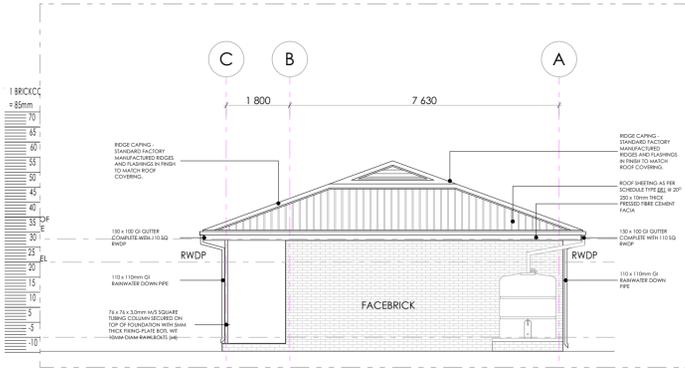 C
B
A
1 800
7 630
1 BRICKCO
= 85mm
70
65
60
55
50
45
40
35
30
25
20
15
10
5
-5
-10
RIDGE CAPING -
STANDARD FACTORY
MANUFACTURED RIDGES
AND FLASHINGS IN FINISH
TO MATCH ROOF
COVERING.
150 x 100 GI GUTTER
COMPLETE WITH 110 SQ
RWDP
RWDP
110 x 110mm GI
RAINWATER DOWN PIPE
76 x 76 x 3.0mm M/S SQUARE
TUBING COLUMN SECURED ON
TOP OF FOUNDATION WITH 5MM
THICK FIXING-PLATE BOTL WIT
10MM DIAM RAWLBOLTS
FACEBRICK
RIDGE CAPING -
STANDARD FACTORY
MANUFACTURED
RIDGES AND FLASHINGS
IN FINISH TO MATCH
ROOF COVERING.
ROOF SHEETING AS PER
SCHEDULE TYPE @ 20°
250 x 10mm THICK
PRESSED FIBRE CEMENT
FACIA
150 x 100 GI GUTTER
COMPLETE WITH 110 SQ
RWDP
RWDP
110 x 110mm GI
RAINWATER DOWN
PIPE